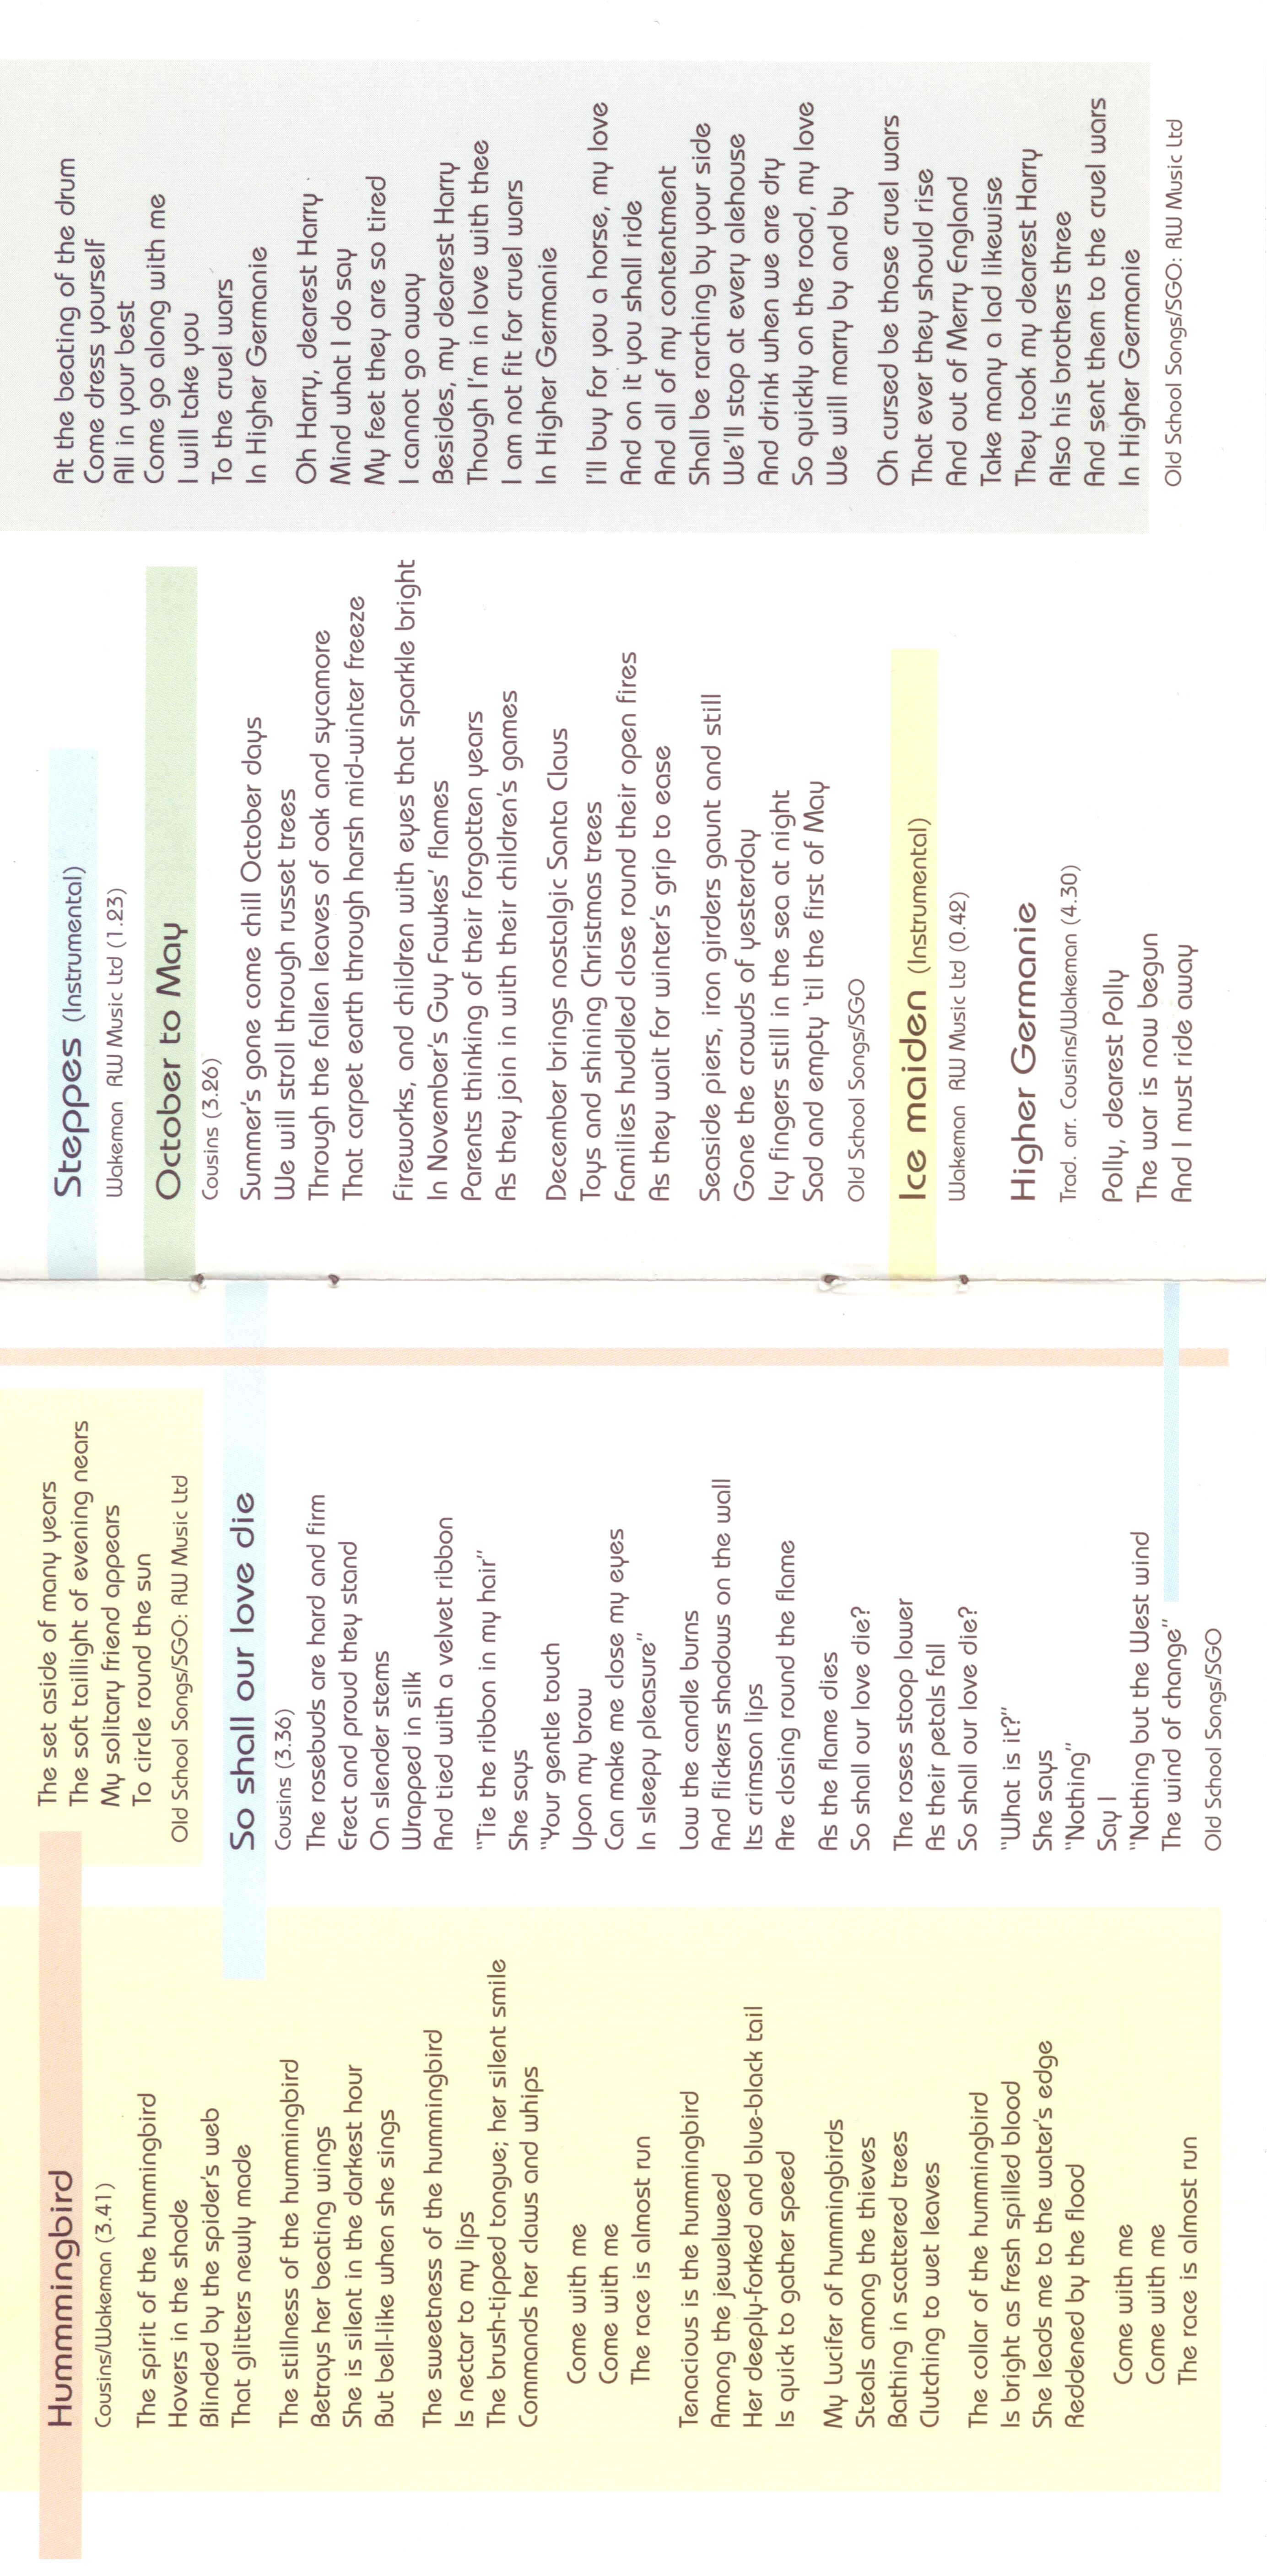 Hummingbird
Cousins/Wakeman (3.41)
The spirit of the hummingbird
Hovers in the shade
Blinded by the spider's web
That glitters newly made
The stillness of the hummingbird
Betrays her beating wings
She is silent in the darkest hour
But bell-like when she sings
The sweetness of the hummingbird
Is nectar to my lips
The brush-tipped tongue; her silent smile
Commands her claws and whips
Come with me
Come with me
The race is almost run
Tenacious is the hummingbird
Among the jewelweed
Her deeply-forked and blue-black tail
Is quick to gather speed
My Lucifer of hummingbirds
Steals among the thieves
Bathing in scattered trees
Clutching to wet leaves
The collar of the hummingbird
Is bright as fresh spilled blood
She leads me to the water's edge
Reddened by the flood
Come with me
Come with me
The race is almost run
The set aside of many years
The soft taillight of evening nears
My solitary friend appears
To circle round the sun
Old School Songs/SGO: RW Music Ltd
So shall our love die
Cousins (3.36)
The rosebuds are hard and firm
Erect and proud they stand
On slender stems
Wrapped in silk
And tied with a velvet ribbon
"Tie the ribbon in my hair"
She says
"Your gentle touch
Upon my brow
Can make me close my eyes
In sleepy pleasure"
Low the candle burns
And flickers shadows on the wall
Its crimson lips
Are closing round the flame
As the flame dies
So shall our love die?
The roses stoop lower
As their petals fall
So shall our love die?
"What is it?"
She says
"Nothing"
Say I
"Nothing but the West wind
The wind of change"
Old School Songs/SGO
Steppes (Instrumental)
Wakeman RW Music Ltd (1.23)
October to May
Cousins (3.26)
Summer's gone come chill October days
We will stroll through russet trees
Through the fallen leaves of oak and sycamore
That carpet earth through harsh mid-winter freeze
Fireworks, and children with eyes that sparkle bright
In November's Guy Fawkes' flames
Parents thinking of their forgotten years
As they join in with their children's games
December brings nostalgic Santa Claus
Toys and shining Christmas trees
Families huddled close round their open fires
As they wait for winter's grip to ease
Seaside piers, iron girders gaunt and still
Gone the crowds of yesterday
Icy fingers still in the sea at night
Sad and empty 'til the first of May
Old School Songs/SGO
Ice maiden (Instrumental)
Wakeman RW Music Ltd (0.42)
Higher Germanie
Trad. arr. Cousins/Wakeman (4.30)
Polly, dearest Polly
The war is now begun
And I must ride away
At the beating of the drum
Come dress yourself
All in your best
Come go along with me
I will take you
To the cruel wars
In Higher Germanie
Oh Harry, dearest Harry
Mind what I do say
My feet they are so tired
I cannot go away
Besides, my dearest Harry
Though I'm in love with thee
I am not fit for cruel wars
In Higher Germanie
I'll buy for you a horse, my love
And on it you shall ride
And all of my contentment
Shall be rarching by your side
We'll stop at every alehouse
And drink when we are dry
So quickly on the road, my love
We will marry by and by
Oh cursed be those cruel wars
That ever they should rise
And out of Merry England
Take many a lad likewise
They took my dearest Harry
Also his brothers three
And sent them to the cruel wars
In Higher Germanie
Old School Songs/SGO: RW Music Ltd